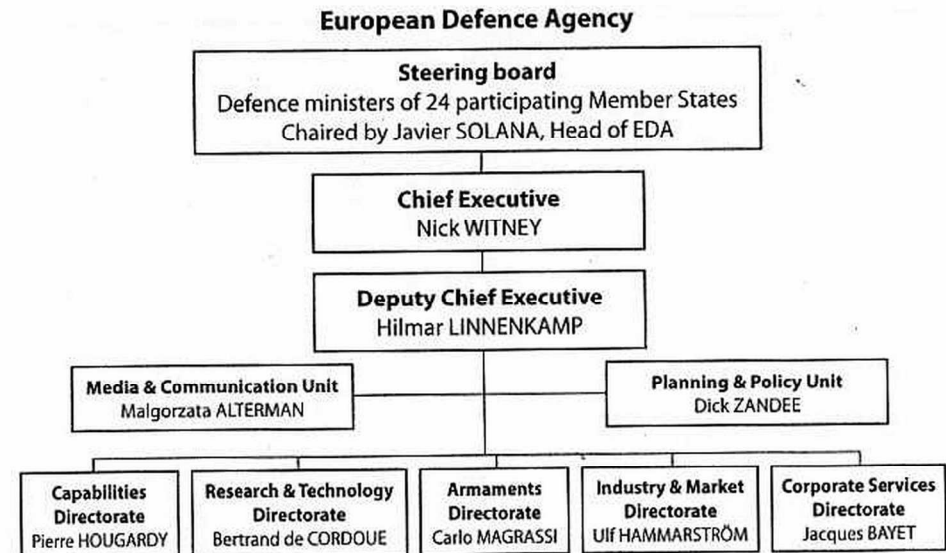 European Defence Agency
Steering board
Defence ministers of 24 participating Member States
Chaired by Javier SOLANA, Head of EDA
Chief Executive
Nick WITNEY
Deputy Chief Executive
Hilmar LINNENKAMP
Media & Communication Unit
Malgorzata ALTERMAN
Planning & Policy Unit
Dick ZANDEE
Capabilities
Directorate
Pierre HOUGARDY
Research & Technology
Directorate
Bertrand de CORDOUE
Armaments
Directorate
Carlo MAGRASSI
Industry & Market
Directorate
Ulf HAMMARSTRÖM
Corporate Services
Directorate
Jacques BAYET